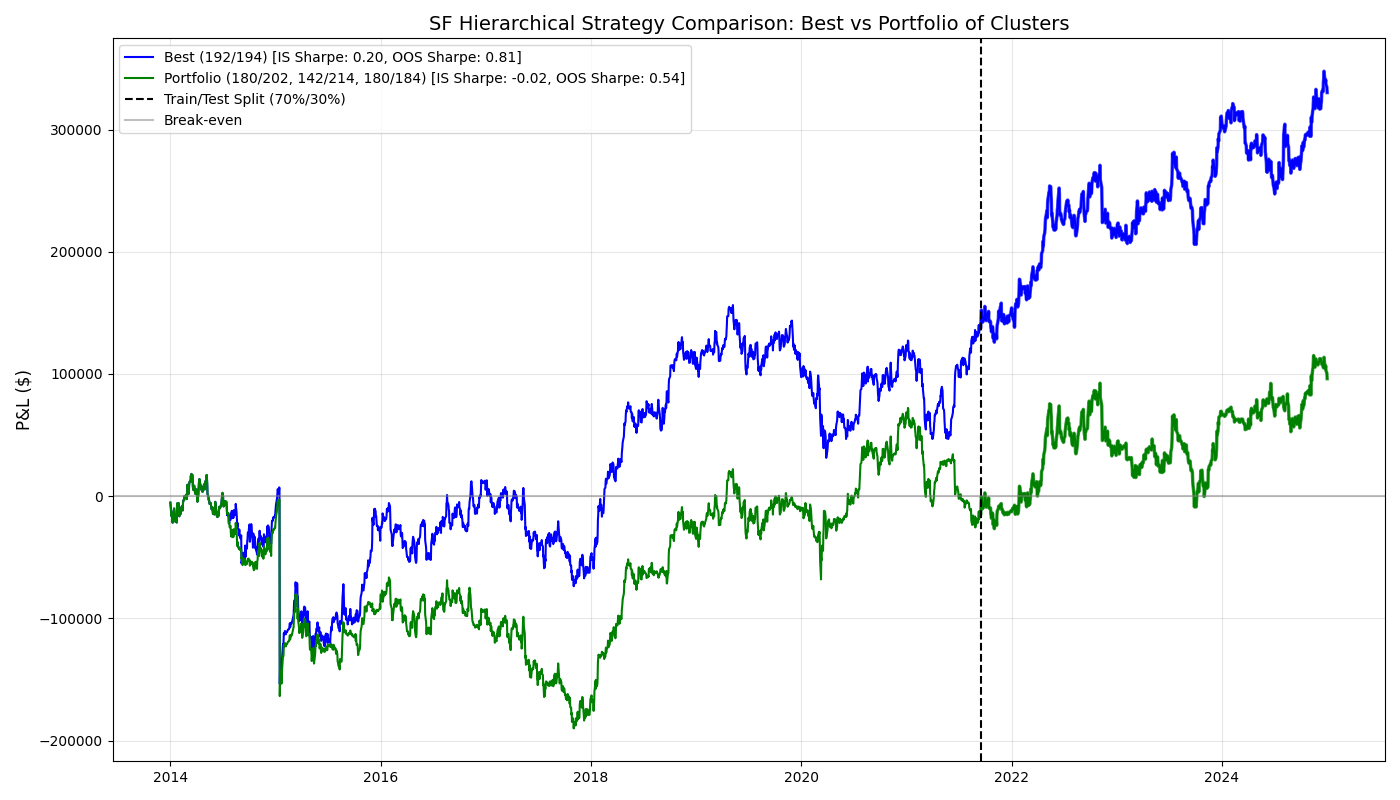 SF Hierarchical Strategy Comparison: Best vs Portfolio of Clusters
Best (192/194) [IS Sharpe: 0.20, OOS Sharpe: 0.81]
Portfolio (180/202, 142/214, 180/184) [IS Sharpe: -0.02, OOS Sharpe: 0.54]
Train/Test Split (70%/30%)
Break-even
P&L ($)
300000
200000
100000
0
−100000
−200000
2014
2016
2018
2020
2022
2024